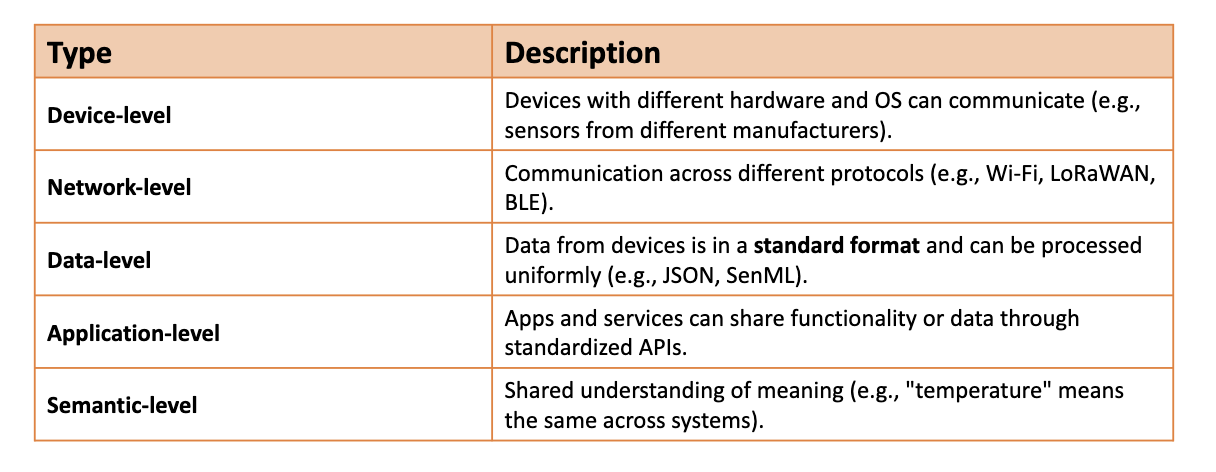 Type
Description
Device-level
Devices with different hardware and OS can communicate (e.g.,
sensors from different manufacturers).
Network-level
Communication across different protocols (e.g., Wi-Fi, LoRaWAN,
BLE).
Data-level
Data from devices is in a standard format and can be processed
uniformly (e.g., JSON, SenML).
Application-level
Apps and services can share functionality or data through
standardized APIs.
Semantic-level
Shared understanding of meaning (e.g., "temperature" means
the same across systems).